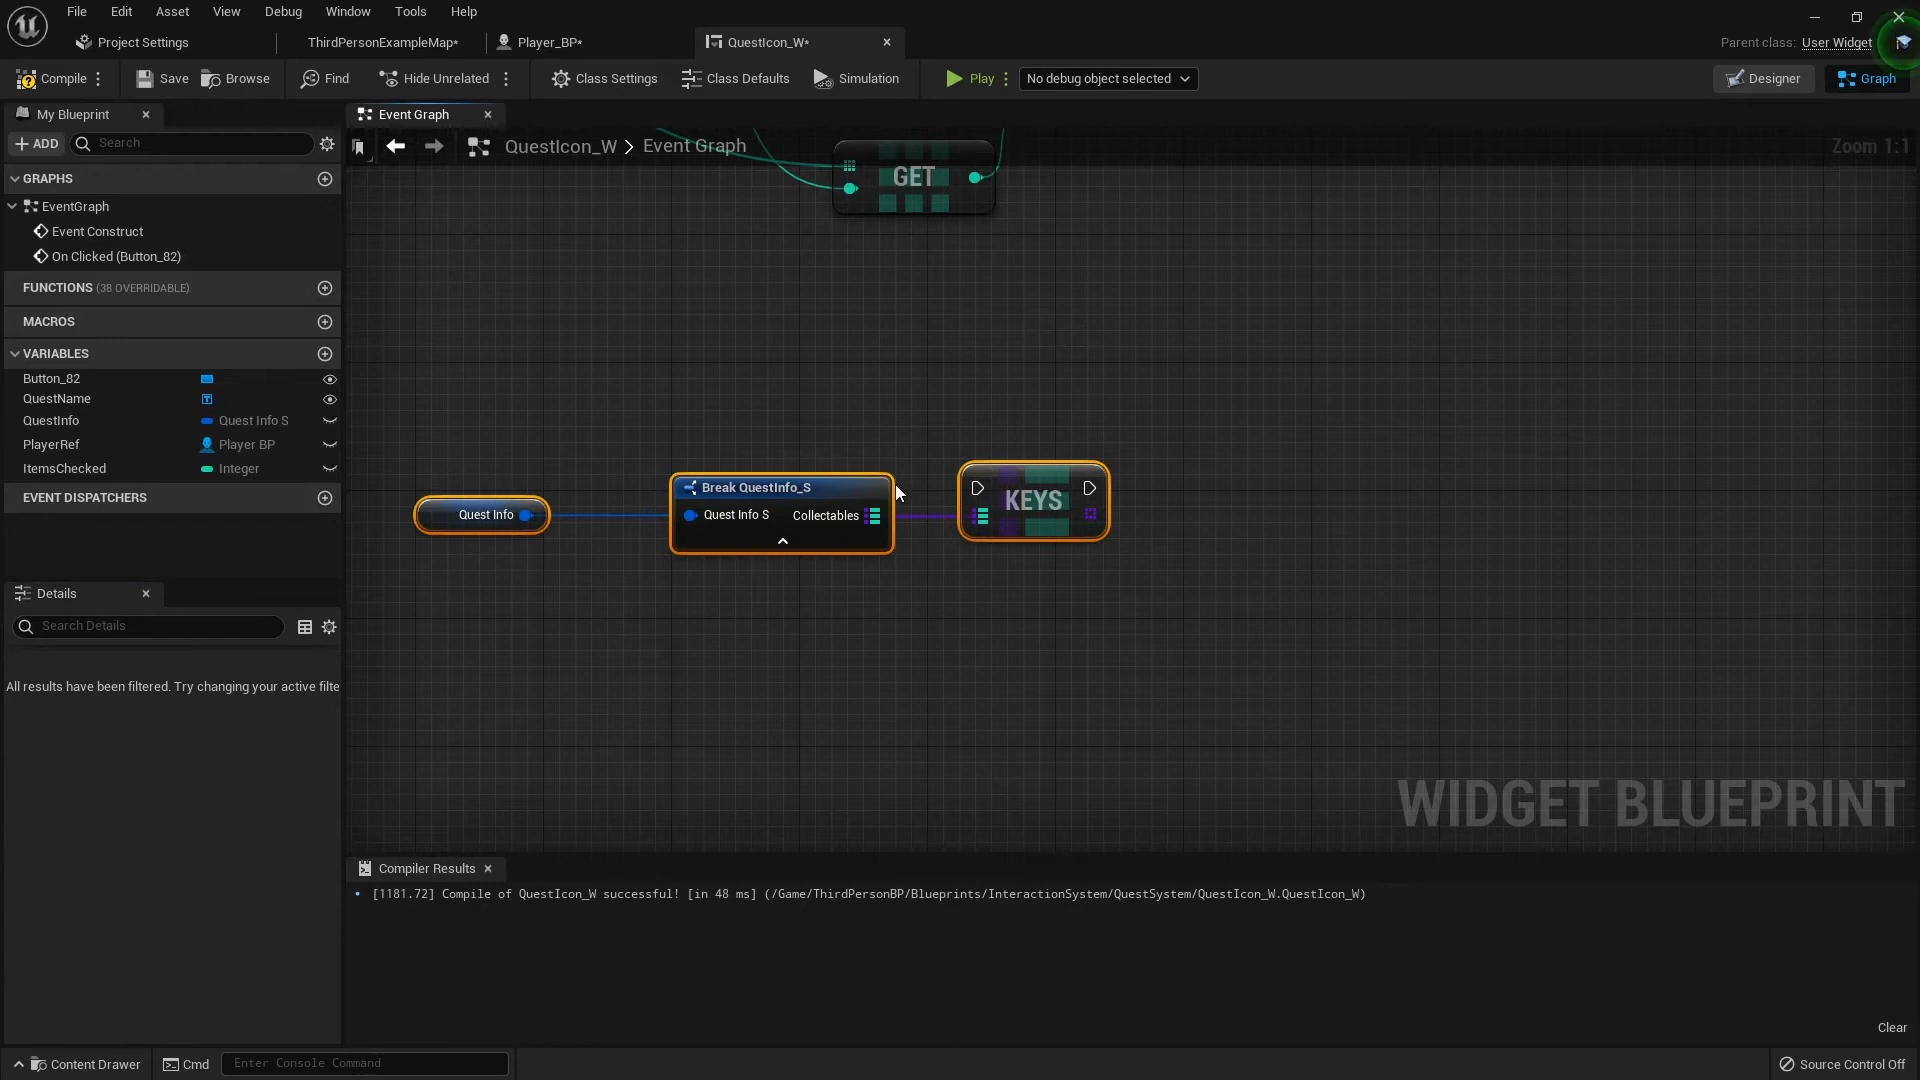 File Edit Asset View Debug Window Tools Help
Project Settings ThirdPersonExampleMap* Player_BP* QuestIcon_W* Parent class: User Widget
Compile Save Browse Find Hide Unrelated Class Settings Class Defaults Simulation Play No debug object selected Designer Graph
My Blueprint
Event Graph
ADD Search
QuestIcon_W > Event Graph Zoom 1:1
GET
GRAPHS
EventGraph
Event Construct
On Clicked (Button_82)
FUNCTIONS (38 OVERRIDABLE)
MACROS
VARIABLES
Button_82
QuestName
QuestInfo Quest Info S
PlayerRef Player BP
ItemsChecked Integer
EVENT DISPATCHERS
Quest Info
Break QuestInfo_S
Quest Info S Collectables
KEYS
Details
Search Details
All results have been filtered. Try changing your active filte
WIDGET BLUEPRINT
Compiler Results
[1181.72] Compile of QuestIcon_W successful! [in 48 ms] (/Game/ThirdPersonBP/Blueprints/InteractionSystem/QuestSystem/QuestIcon_W.QuestIcon_W)
Clear
Content Drawer Cmd Enter Console Command Source Control Off